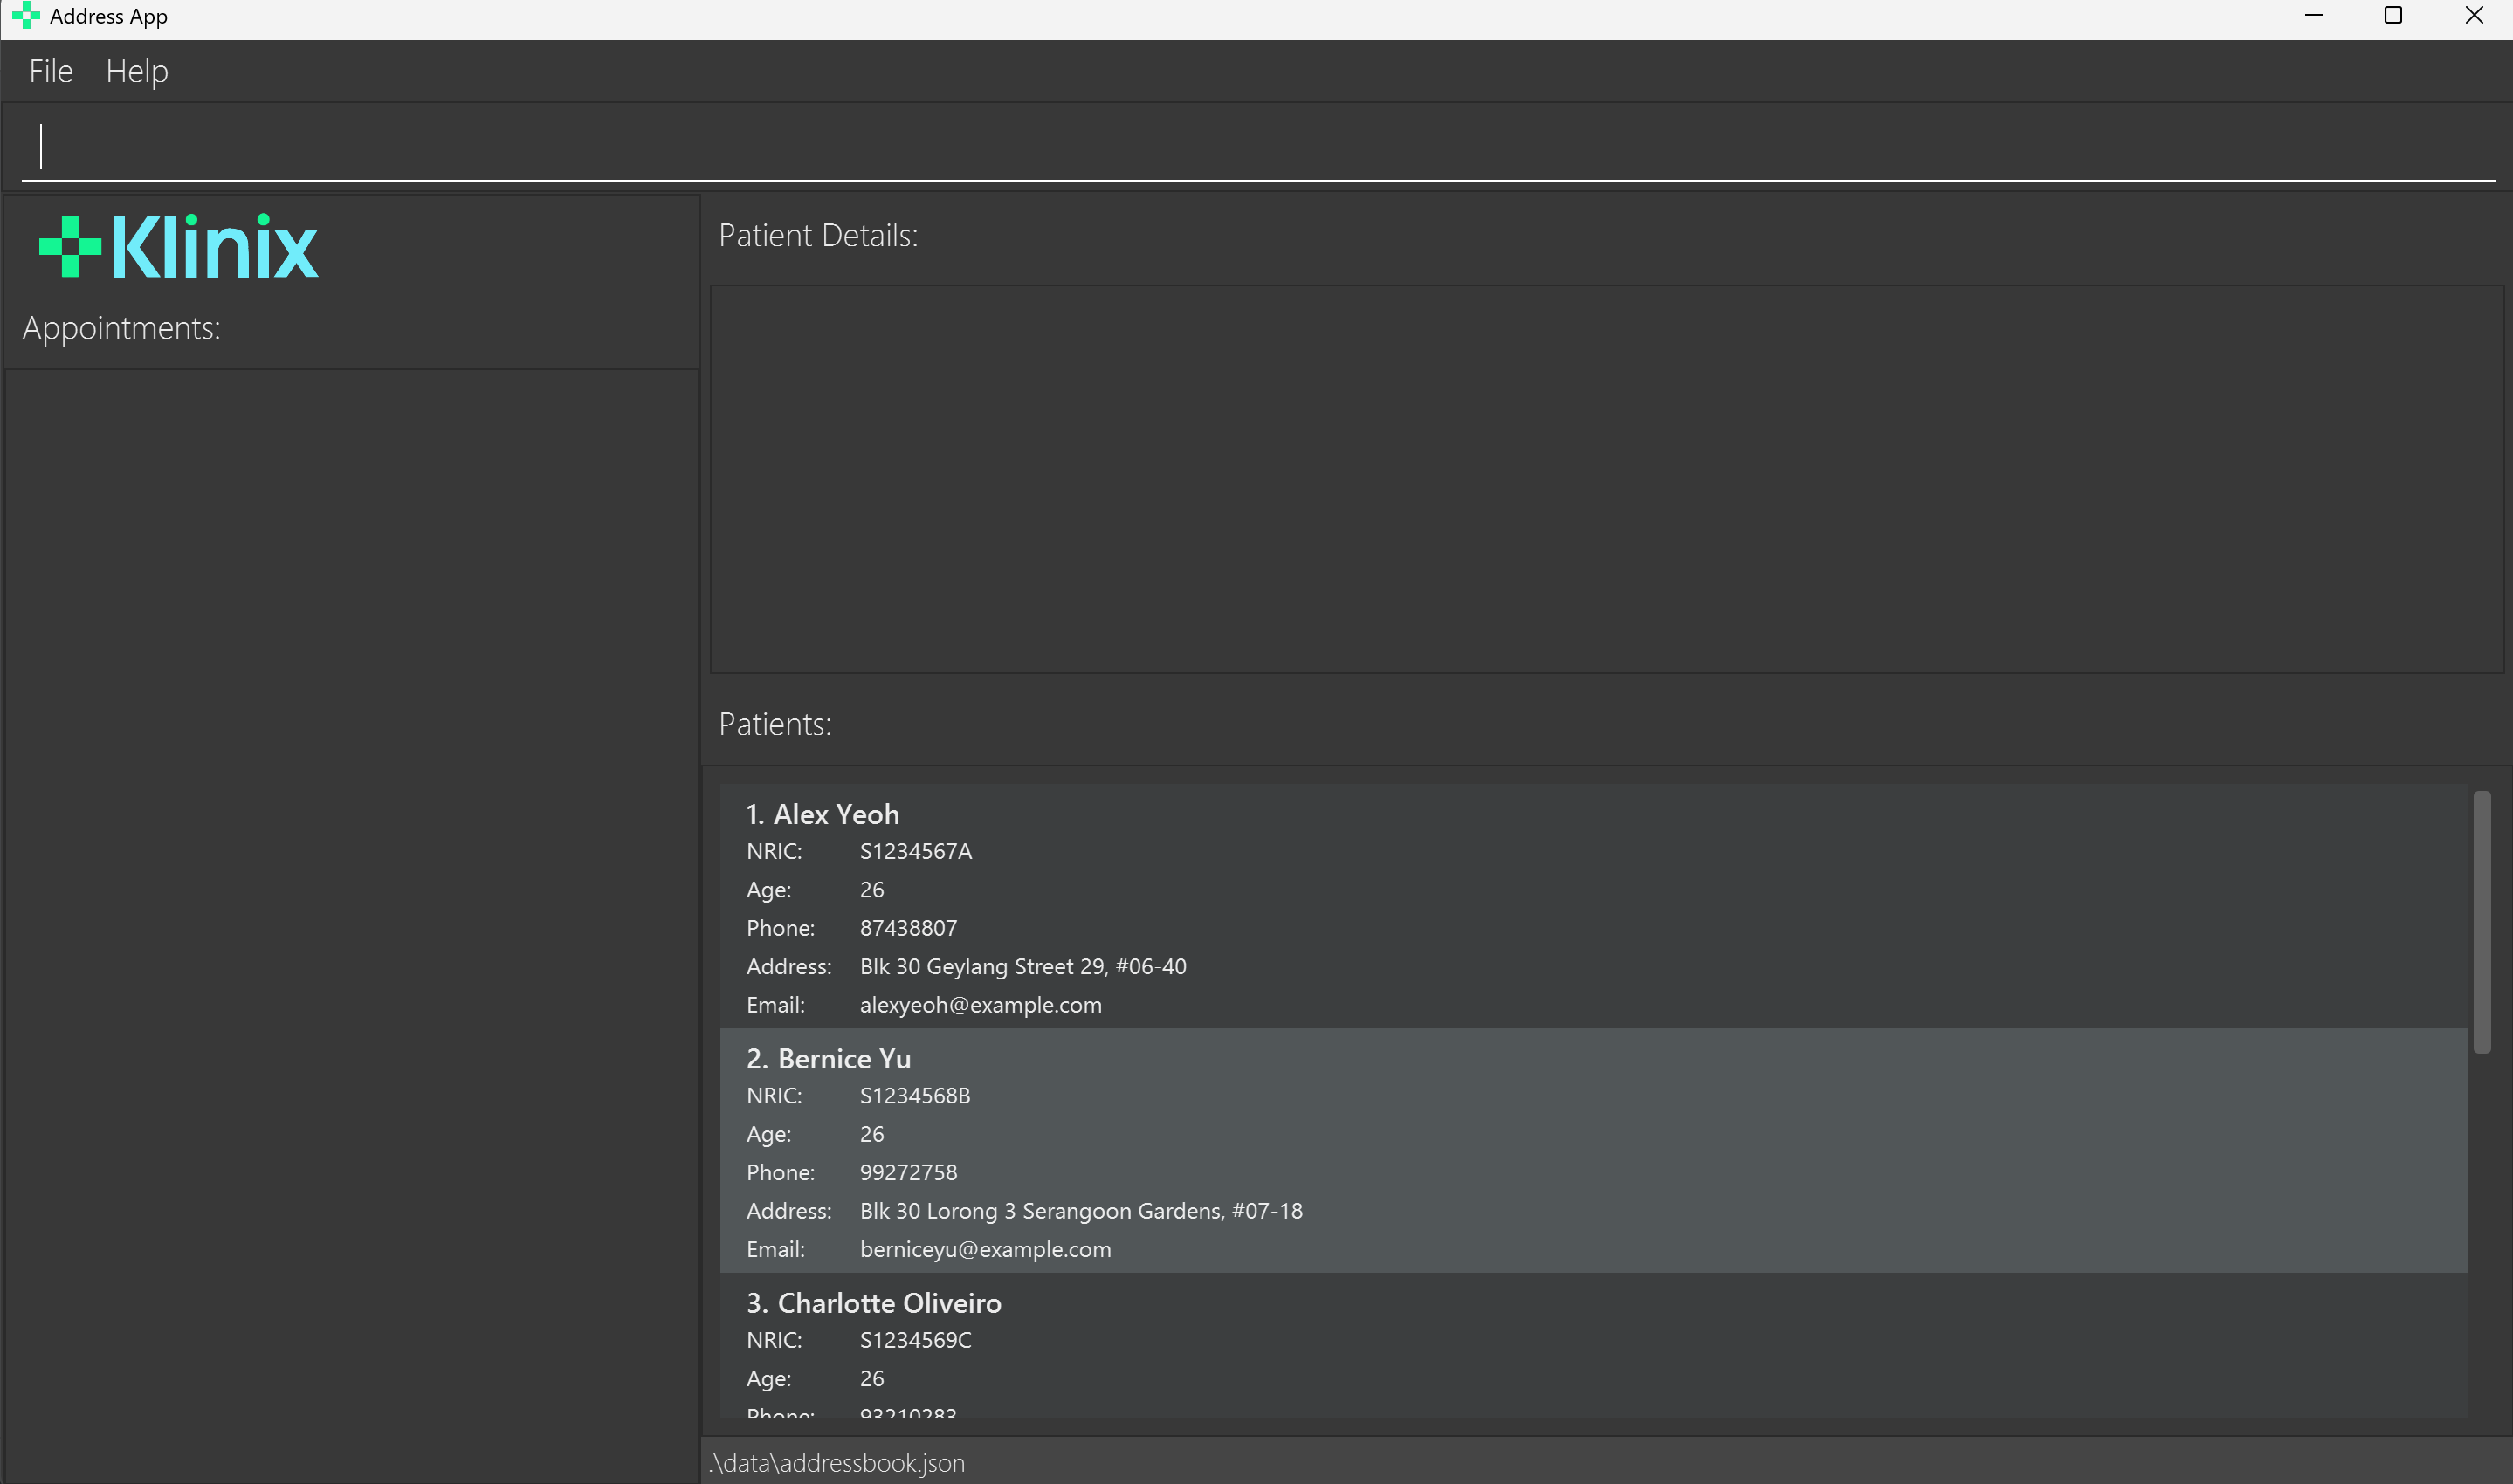 Address App
File Help
Klinix
Appointments:
Patient Details:
Patients:
1. Alex Yeoh
NRIC: S1234567A
Age: 26
Phone: 87438807
Address: Blk 30 Geylang Street 29, #06-40
Email: alexyeoh@example.com
2. Bernice Yu
NRIC: S1234568B
Age: 26
Phone: 99272758
Address: Blk 30 Lorong 3 Serangoon Gardens, #07-18
Email: berniceyu@example.com
3. Charlotte Oliveiro
NRIC: S1234569C
Age: 26
Phone: 93210283
.\data\addressbook.json